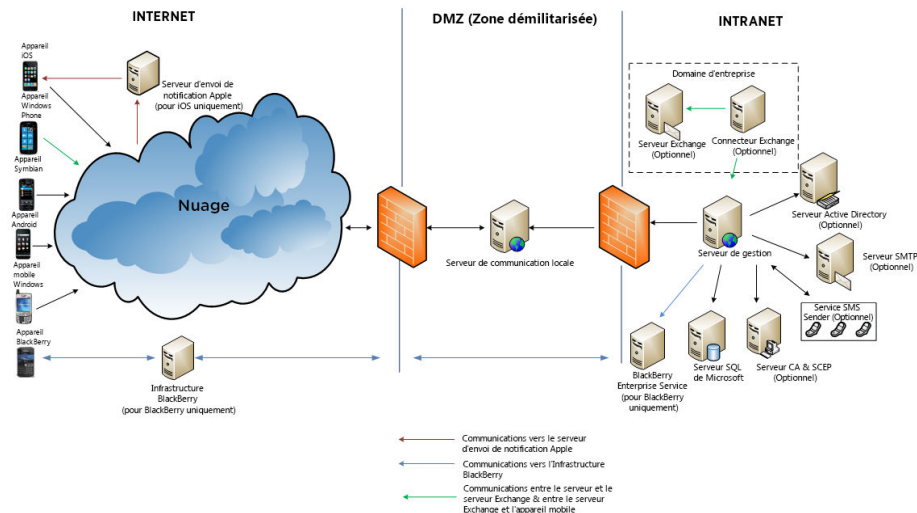 INTERNET
DMZ (Zone démilitarisée)
INTRANET
Appareil
iOS
Appareil
Windows
Phone
Appareil
Symbian
Appareil
Android
Appareil
mobile
Windows
Appareil
BlackBerry
Serveur d'envoi de
notification Apple
(pour iOS uniquement)
Nuage
Infrastructure
BlackBerry
(pour BlackBerry uniquement)
Serveur de communication locale
Domaine d'entreprise
Serveur Exchange
(Optionnel)
Connecteur Exchange
(Optionnel)
Serveur de gestion
Serveur Active Directory
(Optionnel)
Serveur SMTP
(Optionnel)
Service SMS
Sender (Optionnel)
BlackBerry
Enterprise Service
(pour BlackBerry
uniquement)
Serveur SQL
de Microsoft
Serveur CA & SCEP
(Optionnel)
Communications vers le serveur
d'envoi de notification Apple
Communications vers l'Infrastructure
BlackBerry
Communications entre le serveur et le
serveur Exchange & entre le serveur
Exchange et l'appareil mobile